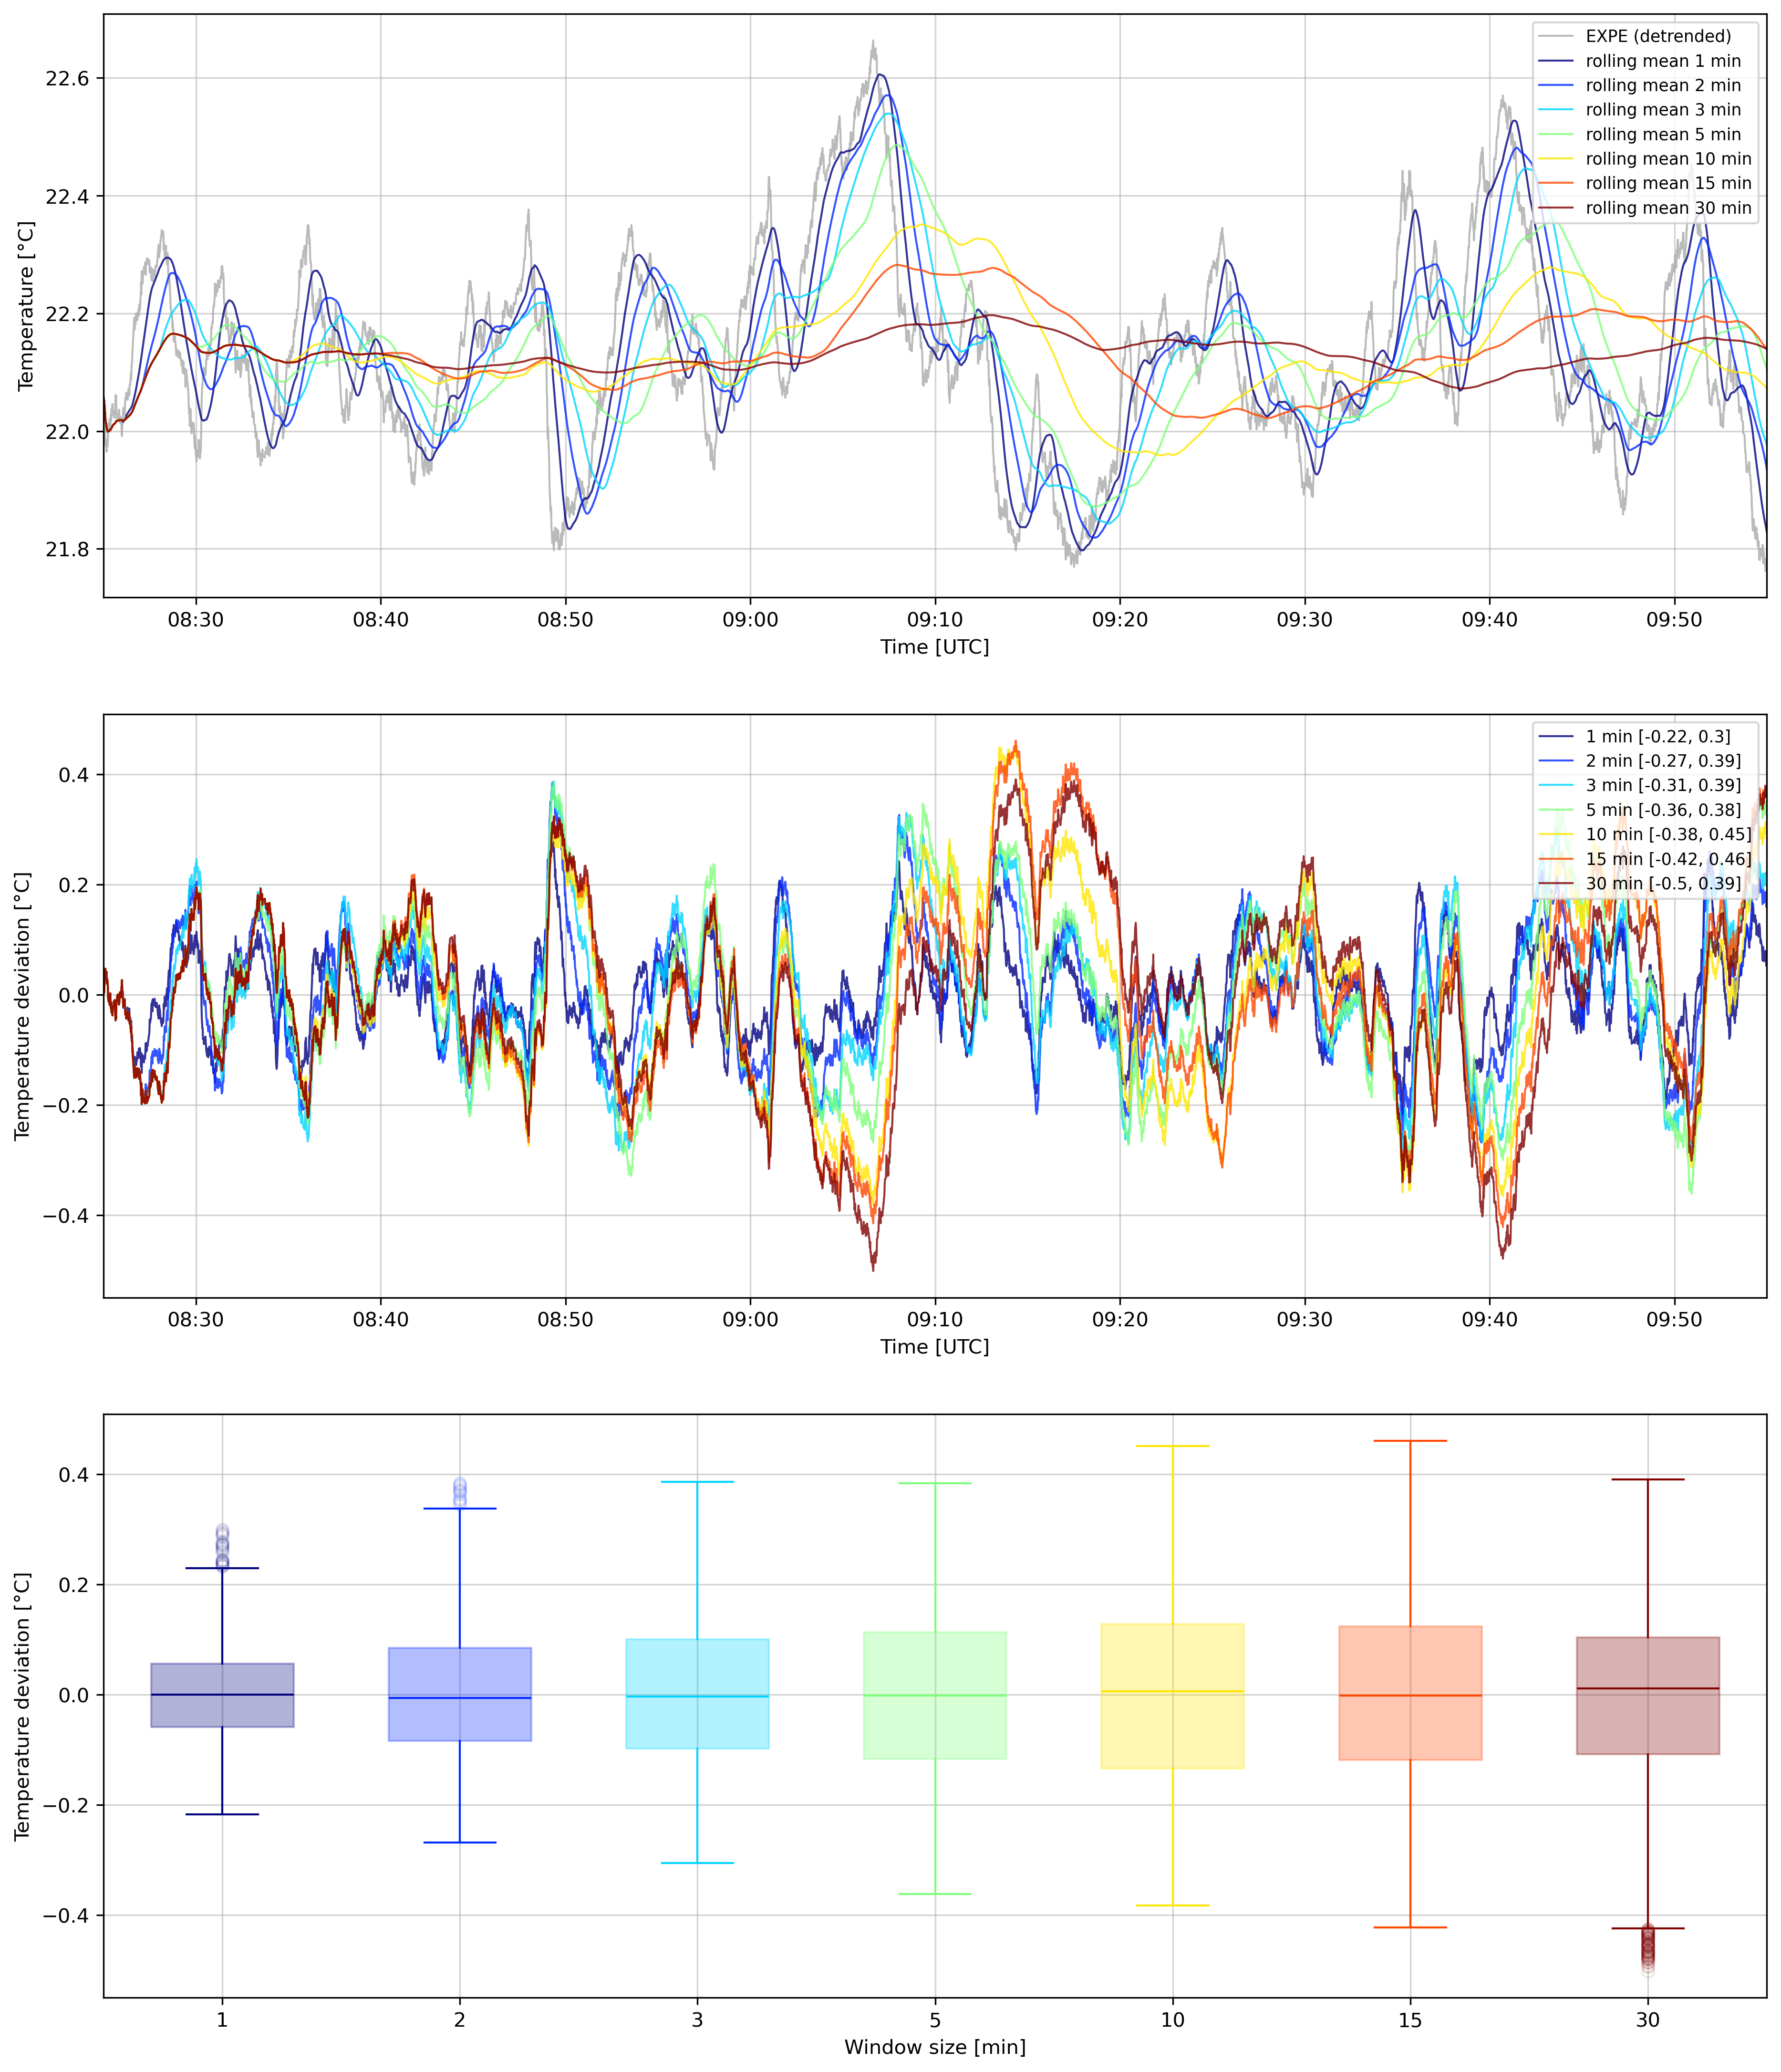 22.6
22.4
22.2
22.0
21.8
Temperature [°C]
EXPE (detrended)
rolling mean 1 min
rolling mean 2 min
rolling mean 3 min
rolling mean 5 min
rolling mean 10 min
rolling mean 15 min
rolling mean 30 min
08:30 08:40 08:50 09:00 09:10 09:20 09:30 09:40 09:50
Time [UTC]
0.4
0.2
0.0
−0.2
−0.4
Temperature deviation [°C]
1 min [-0.22, 0.3]
2 min [-0.27, 0.39]
3 min [-0.31, 0.39]
5 min [-0.36, 0.38]
10 min [-0.38, 0.45]
15 min [-0.42, 0.46]
30 min [-0.5, 0.39]
08:30 08:40 08:50 09:00 09:10 09:20 09:30 09:40 09:50
Time [UTC]
0.4
0.2
0.0
−0.2
−0.4
Temperature deviation [°C]
1 2 3 5 10 15 30
Window size [min]